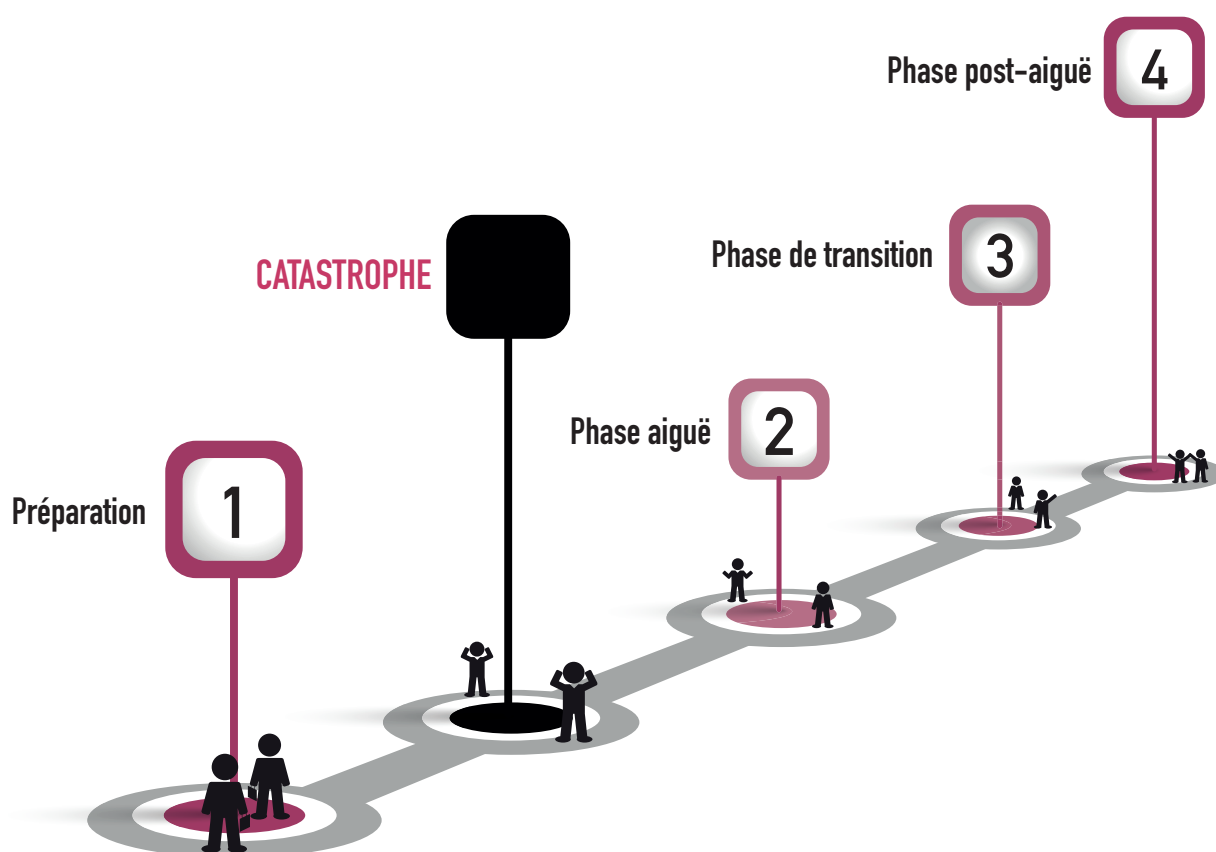 Préparation
1
CATASTROPHE
Phase aiguë
2
Phase de transition
3
Phase post-aiguë
4